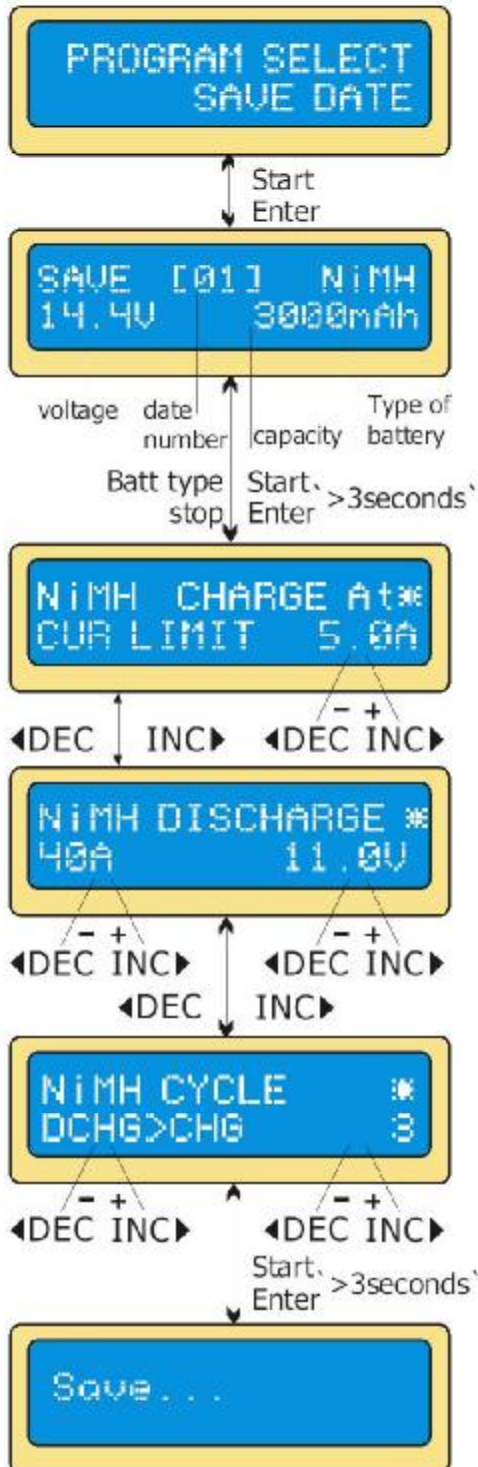 PROGRAM SELECT
SAVE DATE
Start
Enter
SAVE [01] NiMH
14.4V 3000mAh
voltage date number capacity Type of battery
Batt type stop Start、 Enter >3seconds`
NiMH CHARGE At*
CUR LIMIT 5.0A
- +
◀DEC INC▶ ◀DEC INC▶
NiMH DISCHARGE *
40A 11.0V
- + - +
◀DEC INC▶ ◀DEC INC▶
◀DEC INC▶
NiMH CYCLE *
DCHG>CHG 3
- + - +
◀DEC INC▶ ◀DEC INC▶
Start、 Enter >3seconds`
Save...